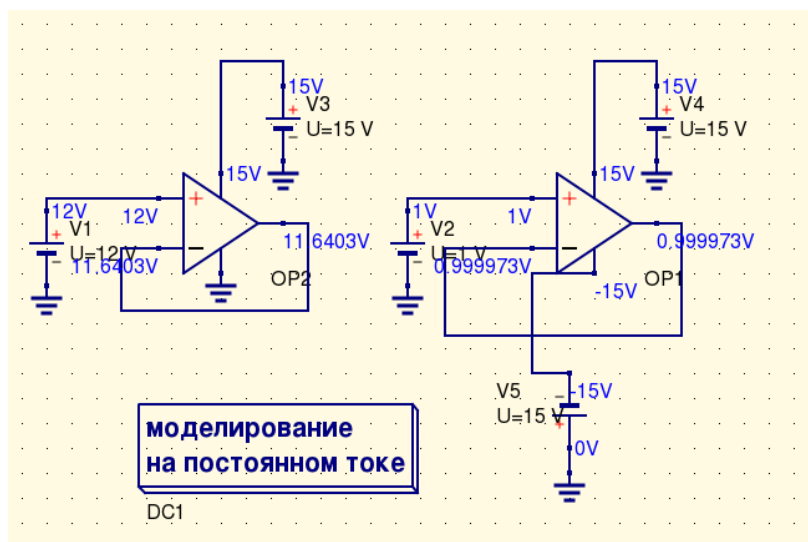 15V
V3
U=15 V
15V
12V
V1
U=12 V
12V
11.6403V
11.6403V
OP2
15V
V4
U=15 V
15V
1V
V2
U=1 V
1V
0.999973V
0.999973V
OP1
-15V
V5
U=15 V
-15V
0V
моделирование
на постоянном токе
DC1